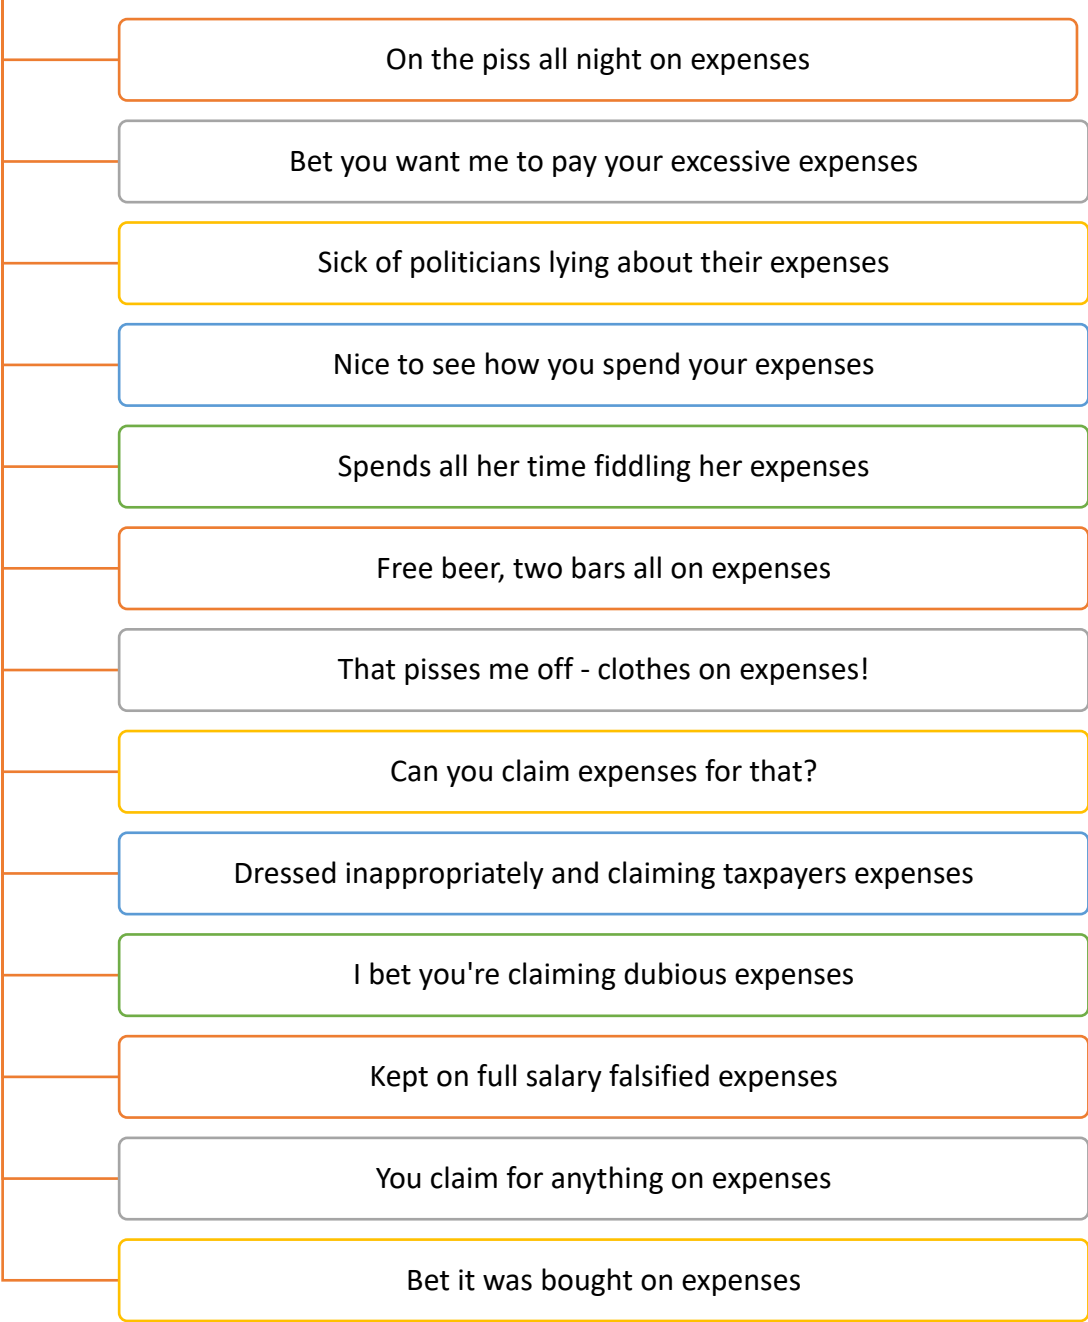 On the piss all night on expenses
Bet you want me to pay your excessive expenses
Sick of politicians lying about their expenses
Nice to see how you spend your expenses
Spends all her time fiddling her expenses
Free beer, two bars all on expenses
That pisses me off - clothes on expenses!
Can you claim expenses for that?
Dressed inappropriately and claiming taxpayers expenses
I bet you're claiming dubious expenses
Kept on full salary falsified expenses
You claim for anything on expenses
Bet it was bought on expenses